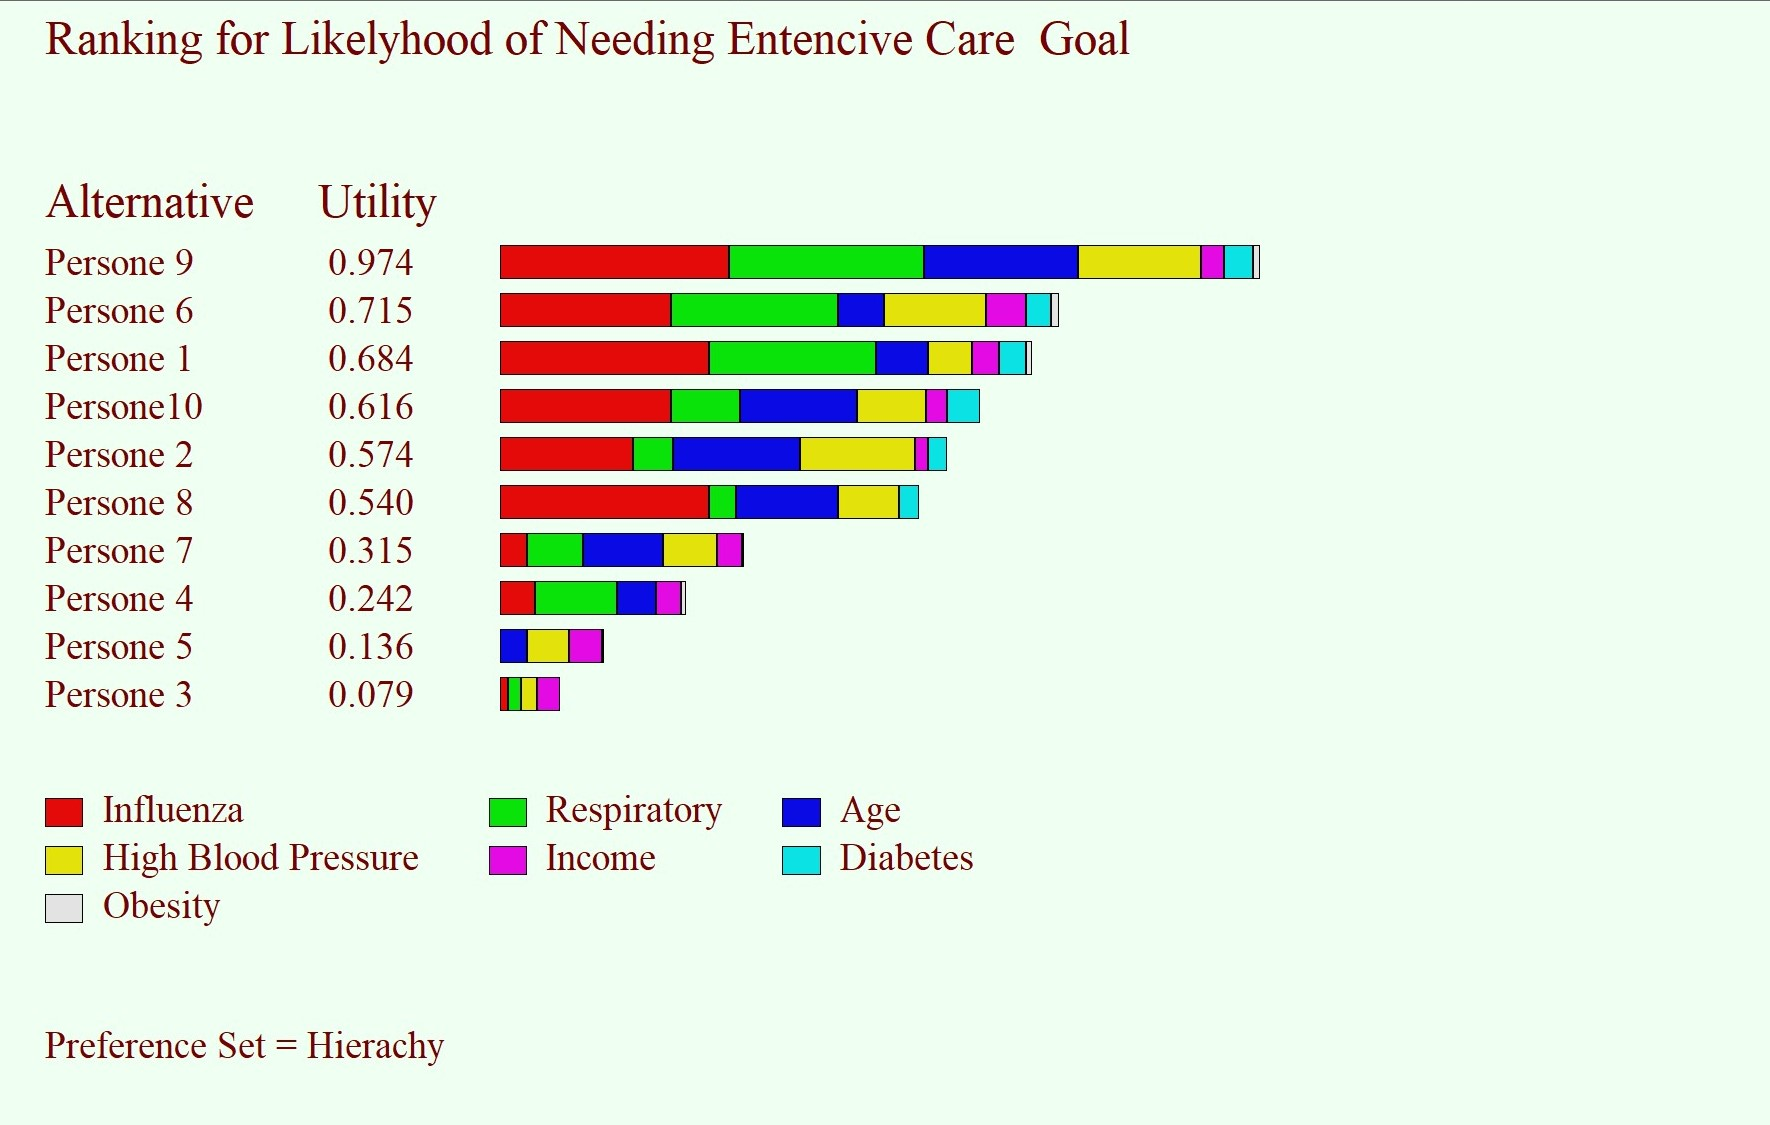 Ranking for Likelyhood of Needing Entencive Care  Goal
Alternative Utility
Persone 9 0.974
Persone 6 0.715
Persone 1 0.684
Persone10 0.616
Persone 2 0.574
Persone 8 0.540
Persone 7 0.315
Persone 4 0.242
Persone 5 0.136
Persone 3 0.079
Influenza Respiratory Age
High Blood Pressure Income Diabetes
Obesity
Preference Set = Hierachy